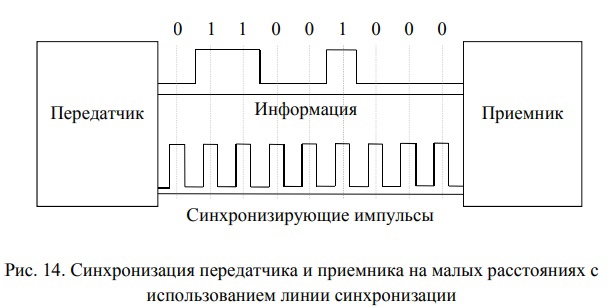 0 1 1 0 0 1 0 0 0
Передатчик
Информация
Приемник
Синхронизирующие импульсы
Рис. 14. Синхронизация передатчика и приемника на малых расстояниях с
использованием линии синхронизации